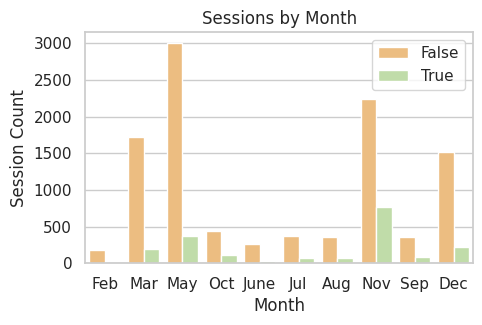 Sessions by Month
3000
2500
2000
1500
1000
500
0
Session Count
False
True
Feb Mar May Oct June Jul Aug Nov Sep Dec
Month